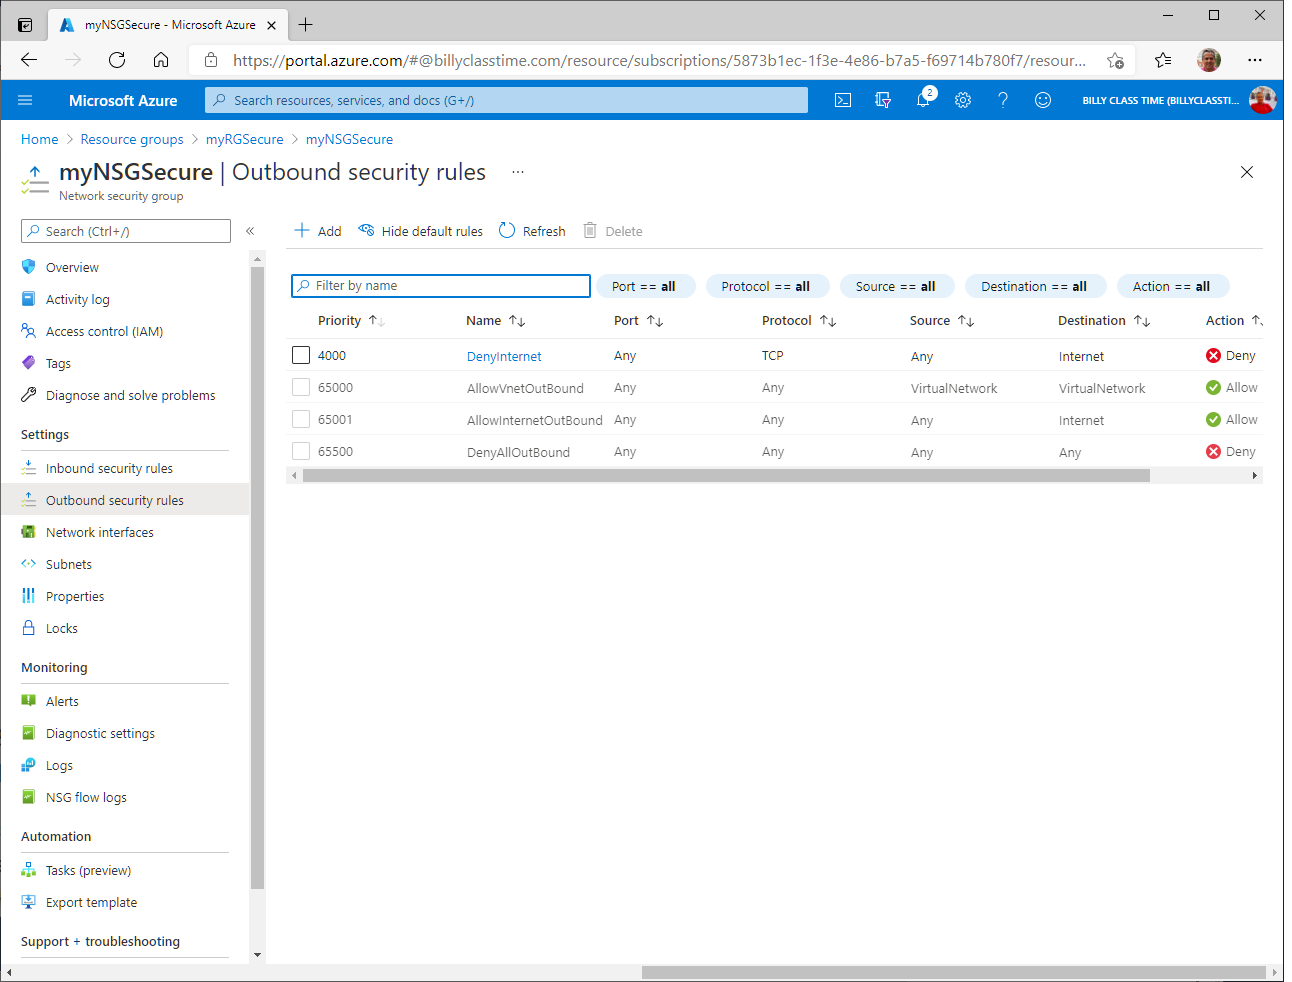 myNSGSecure - Microsoft Azure
https://portal.azure.com/#@billyclasstime.com/resource/subscriptions/5873b1ec-1f3e-4e86-b7a5-f69714b780f7/resour...
Microsoft Azure
Search resources, services, and docs (G+/)
2
BILLY CLASS TIME (BILLYCLASSTI...
Home > Resource groups > myRGSecure > myNSGSecure
myNSGSecure | Outbound security rules ...
Network security group
Search (Ctrl+/)
«
Add
Hide default rules
Refresh
Delete
Overview
Activity log
Access control (IAM)
Tags
Diagnose and solve problems
Settings
Inbound security rules
Outbound security rules
Network interfaces
Subnets
Properties
Locks
Monitoring
Alerts
Diagnostic settings
Logs
NSG flow logs
Automation
Tasks (preview)
Export template
Support + troubleshooting
Filter by name
Port == all
Protocol == all
Source == all
Destination == all
Action == all
Priority Name Port Protocol Source Destination Action
4000 DenyInternet Any TCP Any Internet Deny
65000 AllowVnetOutBound Any Any VirtualNetwork VirtualNetwork Allow
65001 AllowInternetOutBound Any Any Any Internet Allow
65500 DenyAllOutBound Any Any Any Any Deny